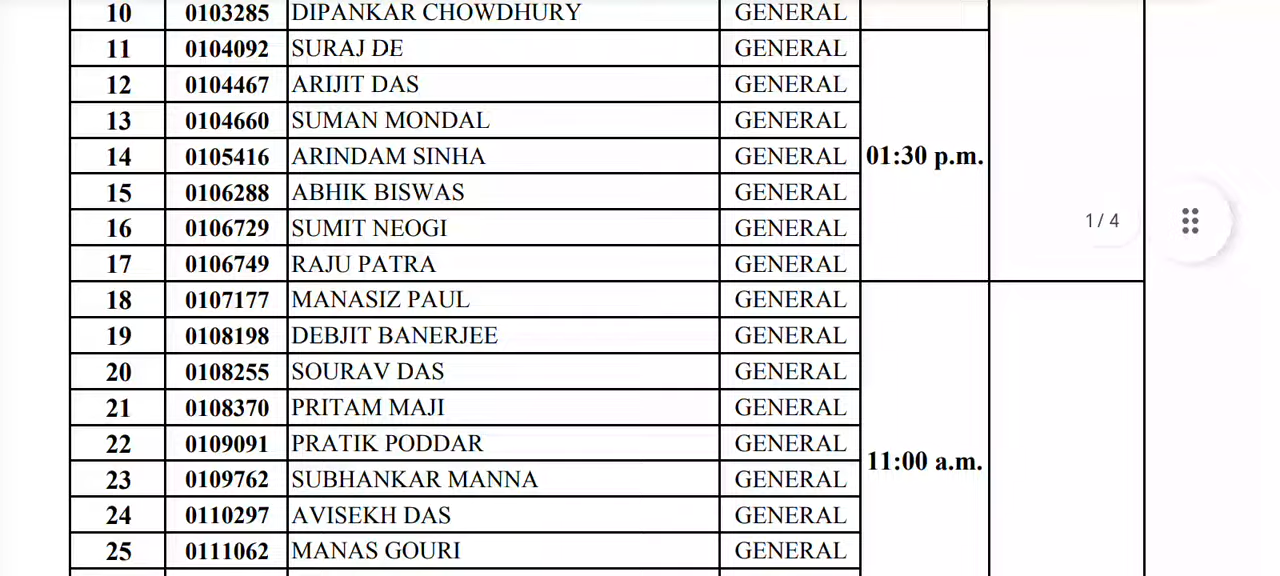 10 0103285 DIPANKAR CHOWDHURY GENERAL
11 0104092 SURAJ DE GENERAL
12 0104467 ARIJIT DAS GENERAL
13 0104660 SUMAN MONDAL GENERAL
14 0105416 ARINDAM SINHA GENERAL 01:30 p.m.
15 0106288 ABHIK BISWAS GENERAL
16 0106729 SUMIT NEOGI GENERAL 1/4
17 0106749 RAJU PATRA GENERAL
18 0107177 MANASIZ PAUL GENERAL
19 0108198 DEBJIT BANERJEE GENERAL
20 0108255 SOURAV DAS GENERAL
21 0108370 PRITAM MAJI GENERAL
22 0109091 PRATIK PODDAR GENERAL 11:00 a.m.
23 0109762 SUBHANKAR MANNA GENERAL
24 0110297 AVISEKH DAS GENERAL
25 0111062 MANAS GOURI GENERAL